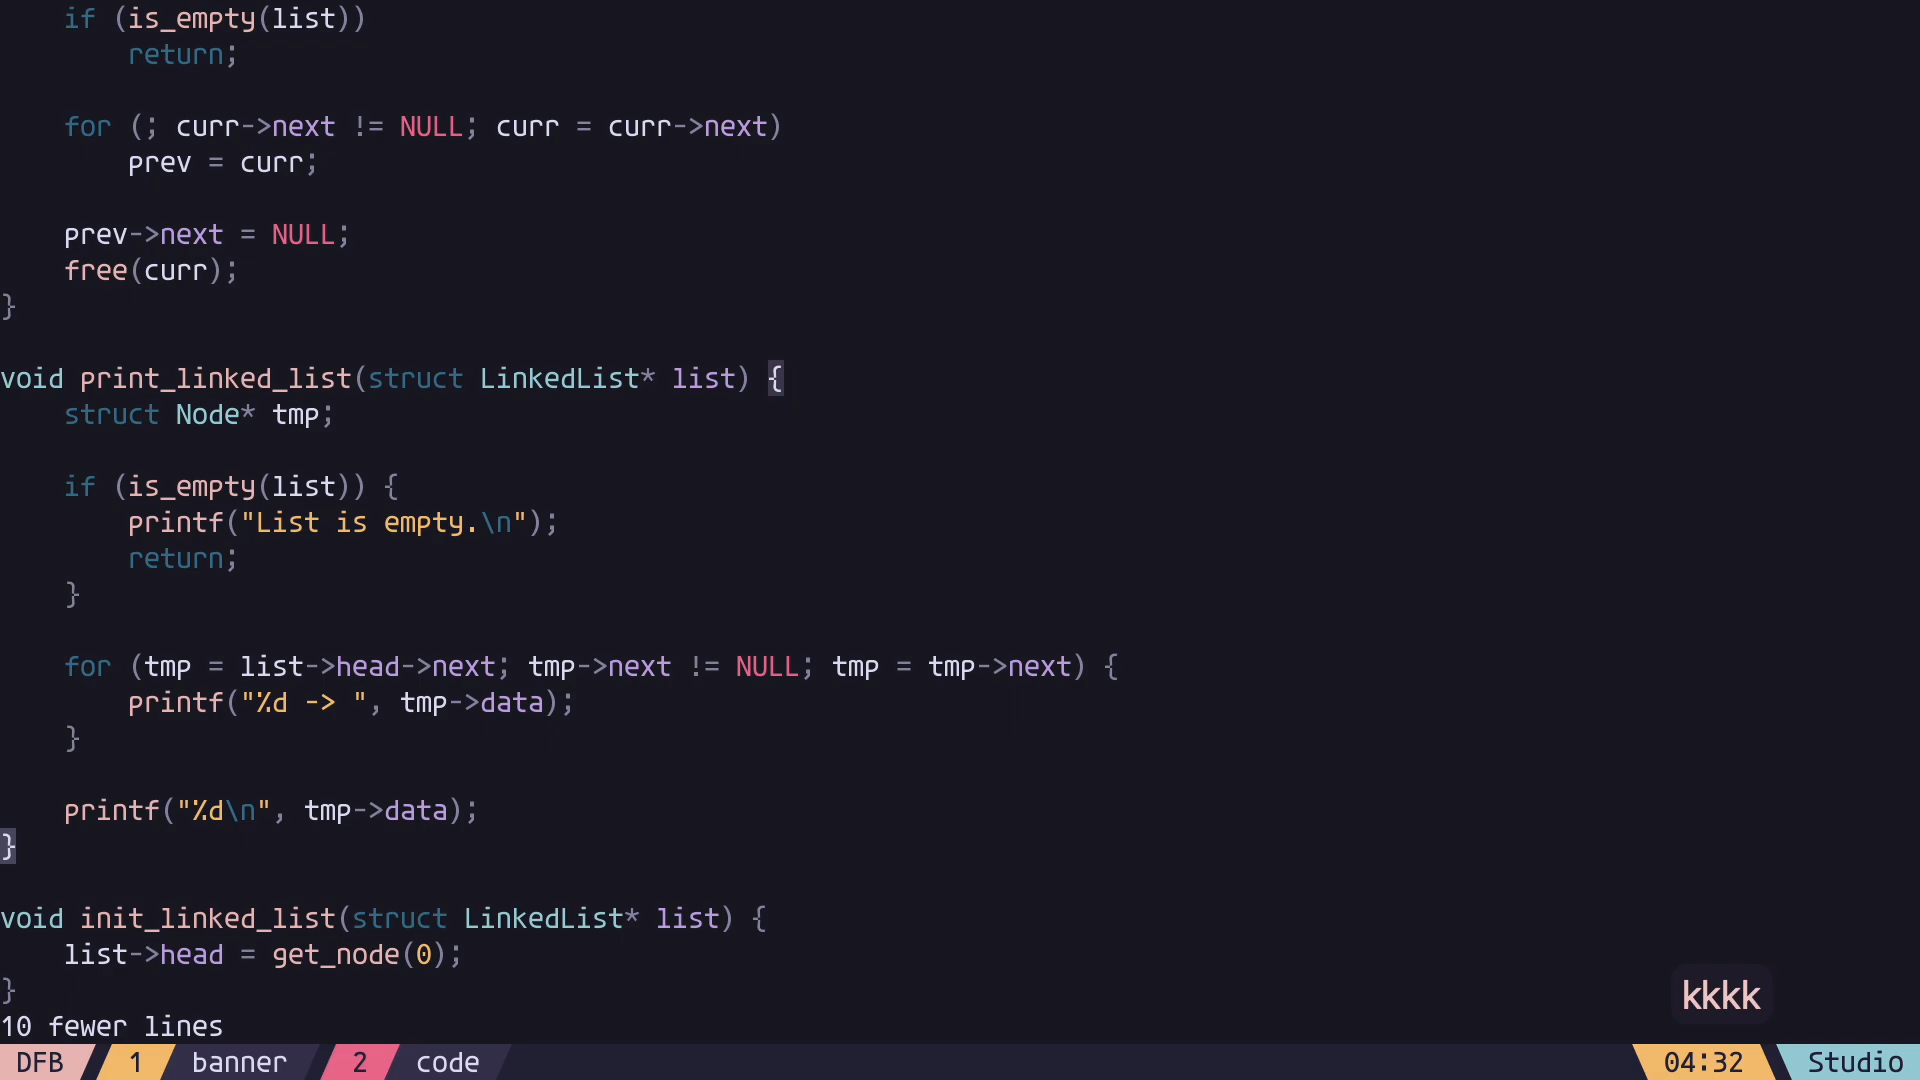 if (is_empty(list))
        return;

    for (; curr->next != NULL; curr = curr->next)
        prev = curr;

    prev->next = NULL;
    free(curr);
}

void print_linked_list(struct LinkedList* list) {
    struct Node* tmp;

    if (is_empty(list)) {
        printf("List is empty.\n");
        return;
    }

    for (tmp = list->head->next; tmp->next != NULL; tmp = tmp->next) {
        printf("%d -> ", tmp->data);
    }

    printf("%d\n", tmp->data);
}

void init_linked_list(struct LinkedList* list) {
    list->head = get_node(0);
}
kkkk
10 fewer lines
DFB 1 banner 2 code 04:32 Studio